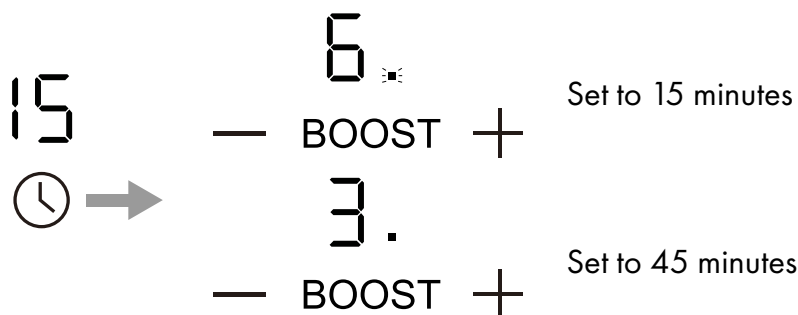 6.
15
Set to 15 minutes
— BOOST +
3.
Set to 45 minutes
— BOOST +